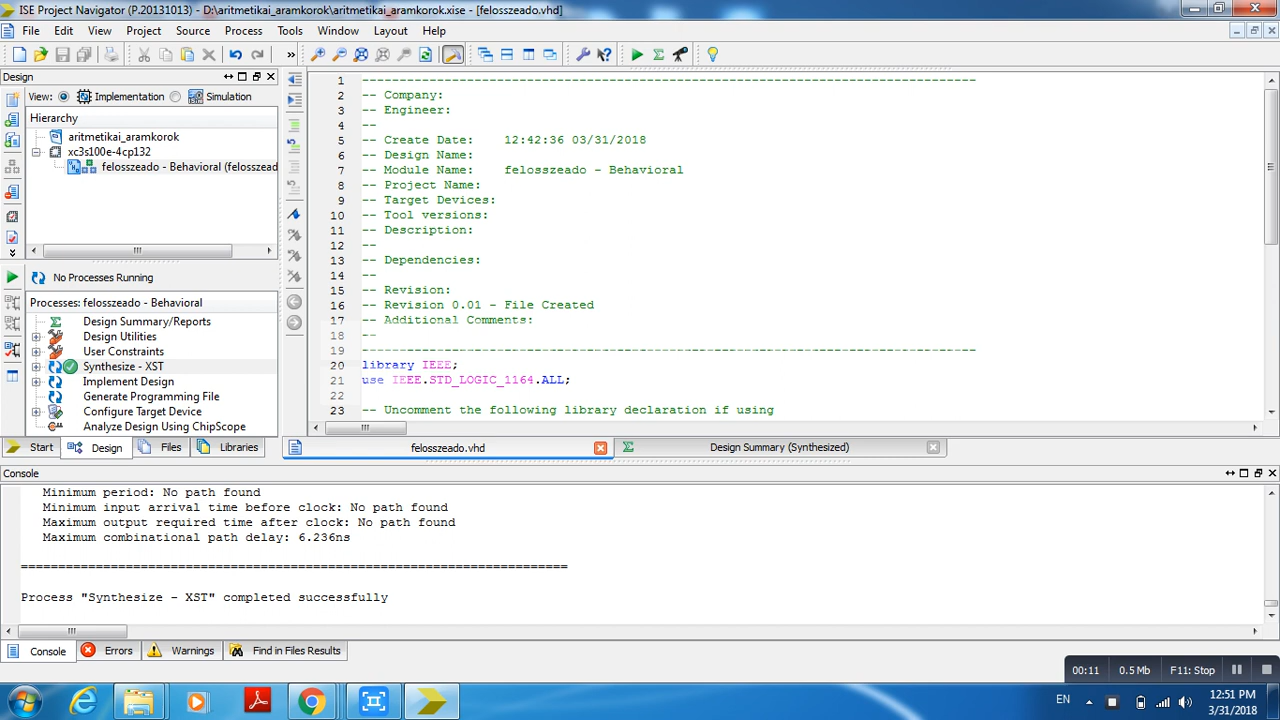 ISE Project Navigator (P.20131013) - D:\aritmetikai_aramkorok\aritmetikai_aramkorok.xise - [felosszeado.vhd]
File Edit View Project Source Process Tools Window Layout Help
Design
View: Implementation Simulation
Hierarchy
aritmetikai_aramkorok
xc3s100e-4cp132
felosszeado - Behavioral (felosszead
No Processes Running
Processes: felosszeado - Behavioral
Design Summary/Reports
Design Utilities
User Constraints
Synthesize - XST
Implement Design
Generate Programming File
Configure Target Device
Analyze Design Using ChipScope
Start Design Files Libraries
1 ----------------------------------------------------------------------------------
2 -- Company:
3 -- Engineer:
4 --
5 -- Create Date:    12:42:36 03/31/2018
6 -- Design Name:
7 -- Module Name:    felosszeado - Behavioral
8 -- Project Name:
9 -- Target Devices:
10 -- Tool versions:
11 -- Description:
12 --
13 -- Dependencies:
14 --
15 -- Revision:
16 -- Revision 0.01 - File Created
17 -- Additional Comments:
18 --
19 ----------------------------------------------------------------------------------
20 library IEEE;
21 use IEEE.STD_LOGIC_1164.ALL;
22
23 -- Uncomment the following library declaration if using
felosszeado.vhd Design Summary (Synthesized)
Console
Minimum period: No path found
Minimum input arrival time before clock: No path found
Maximum output required time after clock: No path found
Maximum combinational path delay: 6.236ns
=========================================================================
Process "Synthesize - XST" completed successfully
Console Errors Warnings Find in Files Results
00:11 0.5 Mb F11: Stop
EN 12:51 PM
3/31/2018